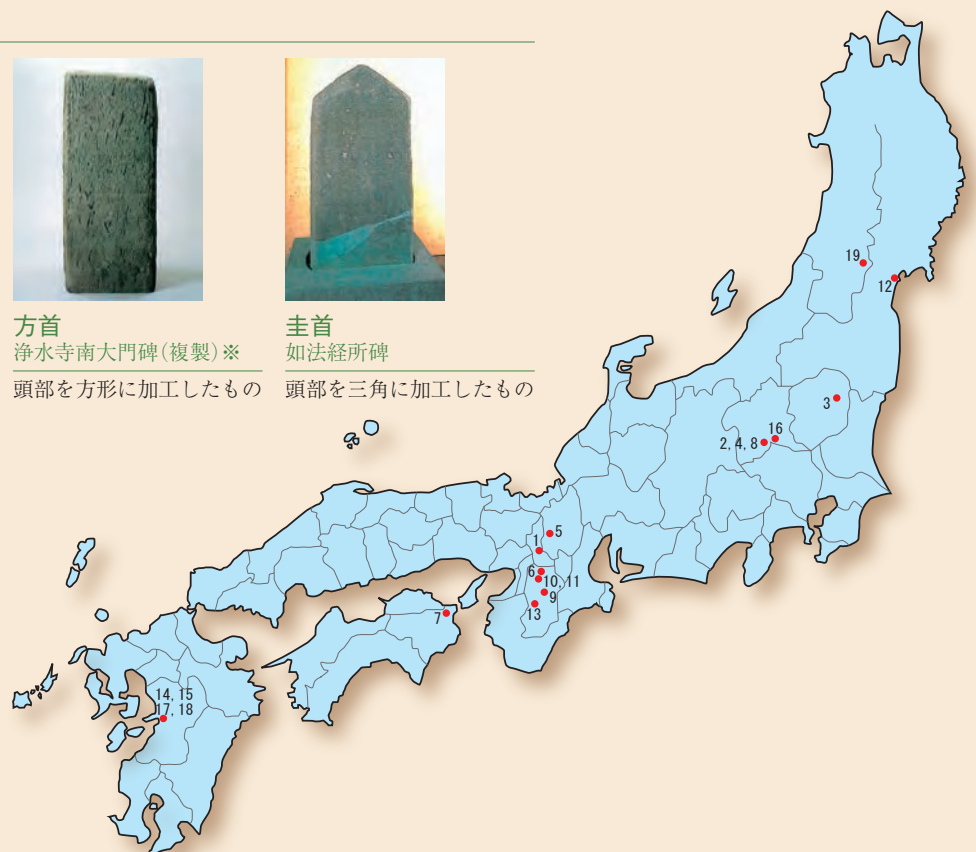 方首
浄水寺南大門碑（複製）※
頭部を方形に加工したもの
圭首
如法経所碑
頭部を三角に加工したもの
19
12
3
16
2, 4, 8
5
1
6
10, 11
9
13
7
14, 15
17, 18